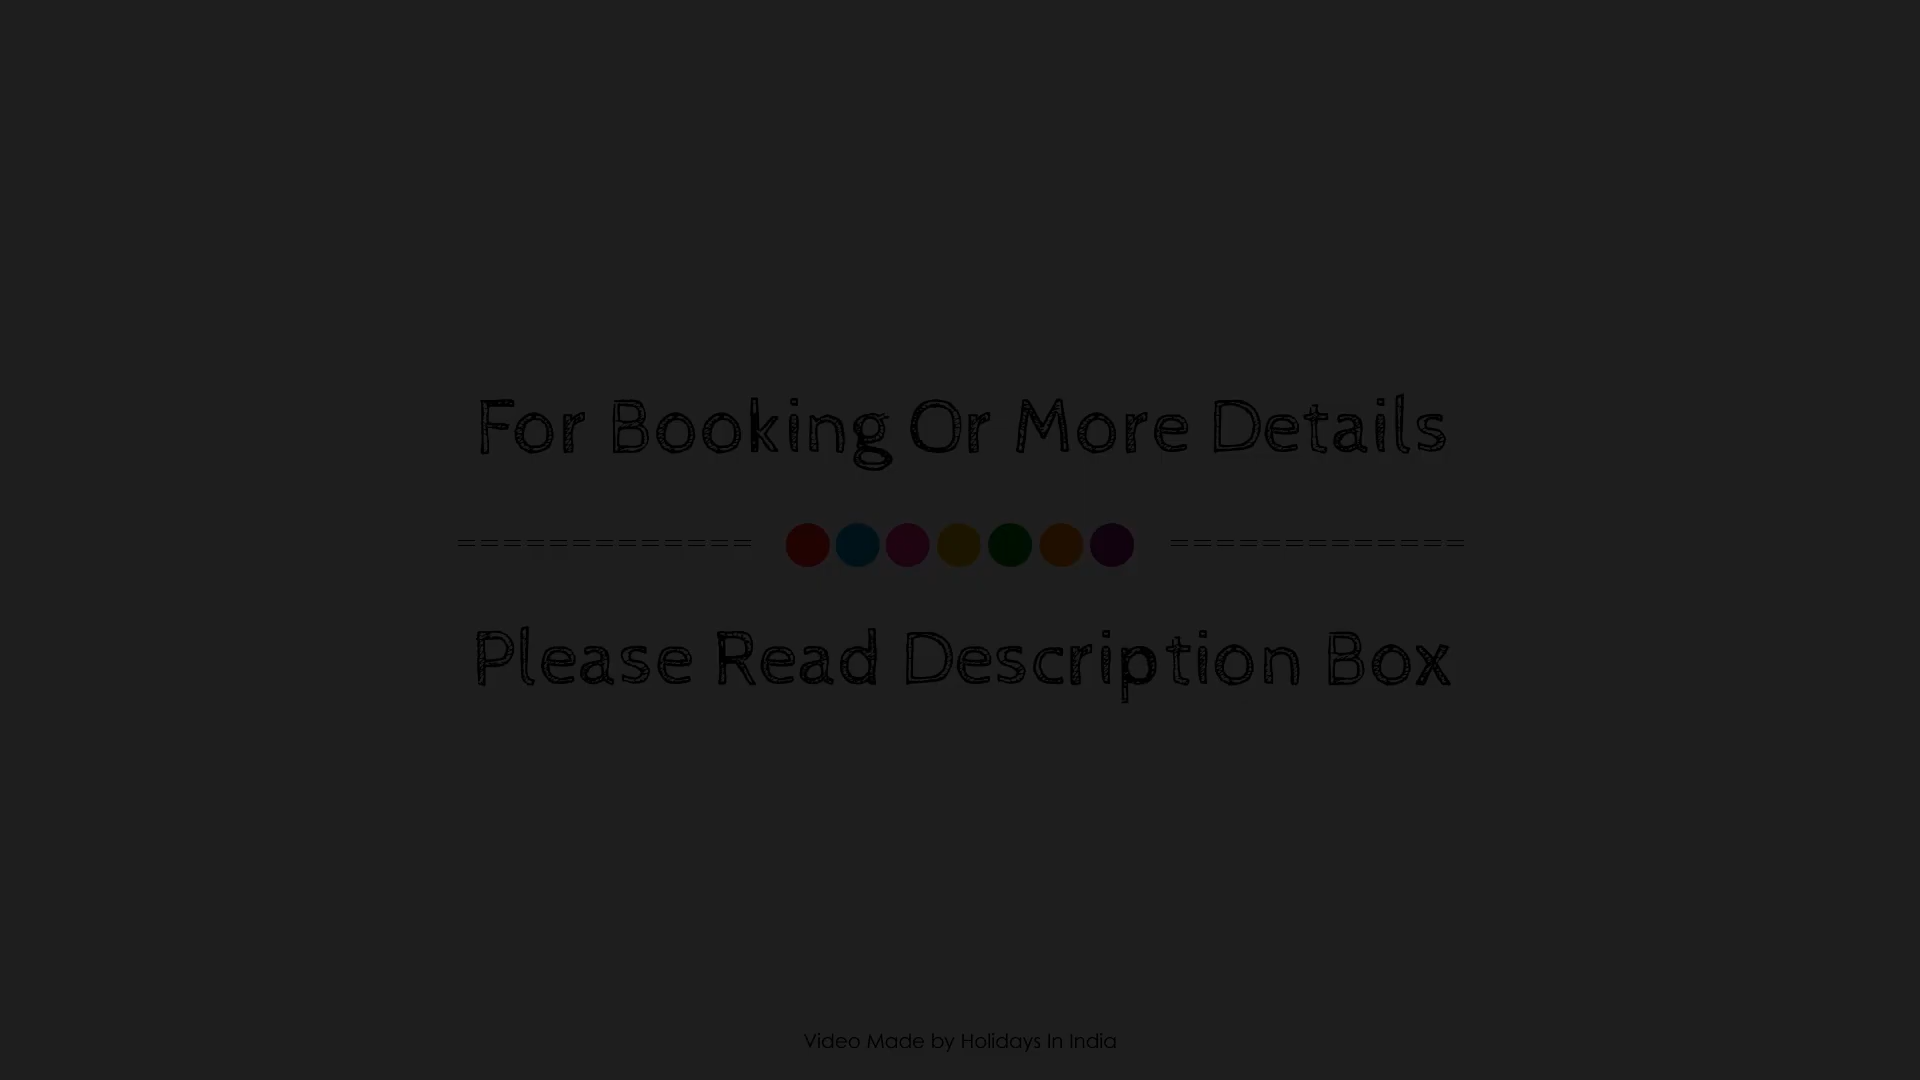 For Booking Or More Details
============= =============
Please Read Description Box
Video Made by Holidays In India